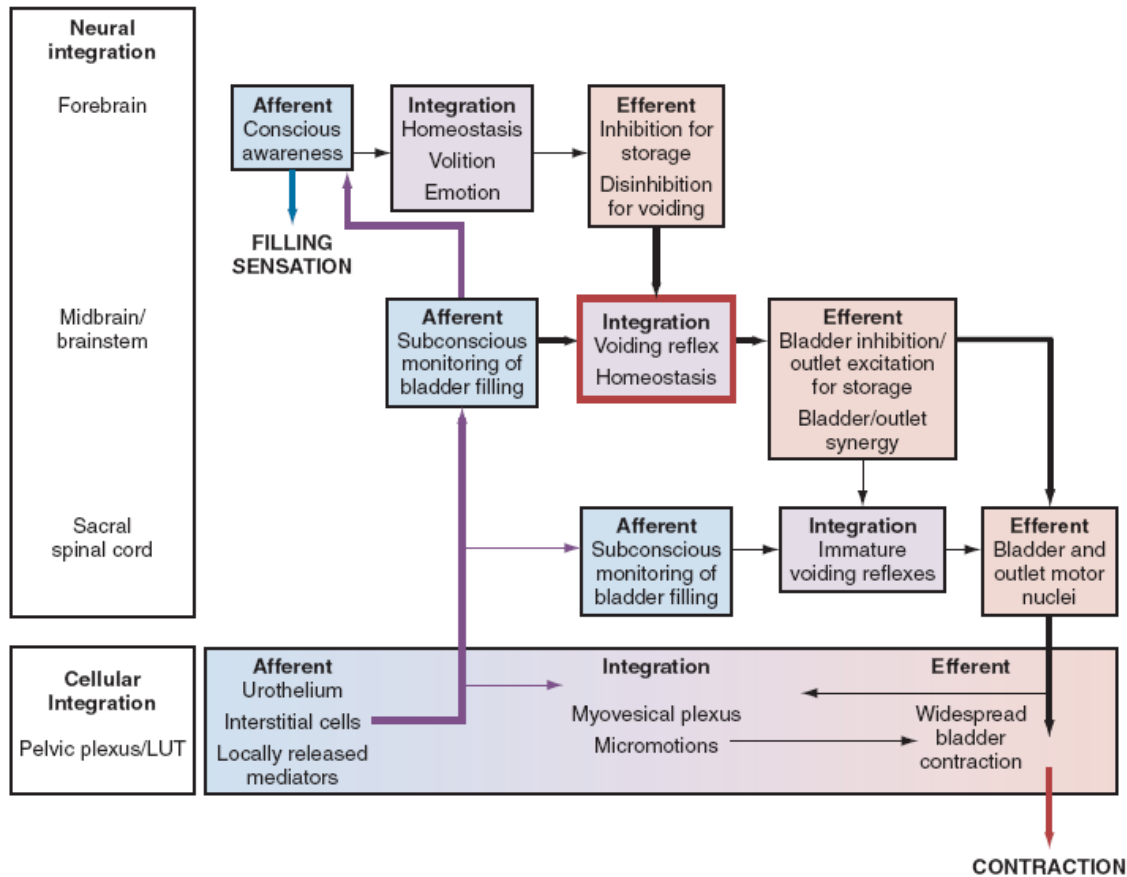 Neural
integration
Forebrain
Midbrain/
brainstem
Sacral
spinal cord
Afferent
Conscious
awareness
FILLING
SENSATION
Integration
Homeostasis
Volition
Emotion
Efferent
Inhibition for
storage
Disinhibition
for voiding
Afferent
Subconscious
monitoring of
bladder filling
Integration
Voiding reflex
Homeostasis
Efferent
Bladder inhibition/
outlet excitation
for storage
Bladder/outlet
synergy
Afferent
Subconscious
monitoring of
bladder filling
Integration
Immature
voiding reflexes
Efferent
Bladder and
outlet motor
nuclei
Cellular
Integration
Pelvic plexus/LUT
Afferent
Urothelium
Interstitial cells
Locally released
mediators
Integration
Myovesical plexus
Micromotions
Efferent
Widespread
bladder
contraction
CONTRACTION